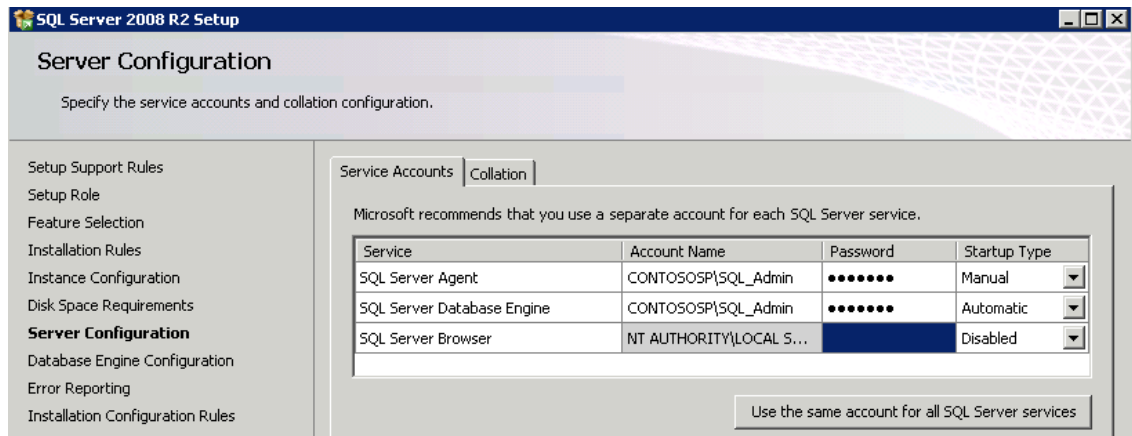 SQL Server 2008 R2 Setup
Server Configuration
Specify the service accounts and collation configuration.
Setup Support Rules
Setup Role
Feature Selection
Installation Rules
Instance Configuration
Disk Space Requirements
Server Configuration
Database Engine Configuration
Error Reporting
Installation Configuration Rules
Service Accounts Collation
Microsoft recommends that you use a separate account for each SQL Server service.
Service Account Name Password Startup Type
SQL Server Agent CONTOSOSP\SQL_Admin ●●●●●●● Manual
SQL Server Database Engine CONTOSOSP\SQL_Admin ●●●●●●● Automatic
SQL Server Browser NT AUTHORITY\LOCAL S... Disabled
Use the same account for all SQL Server services